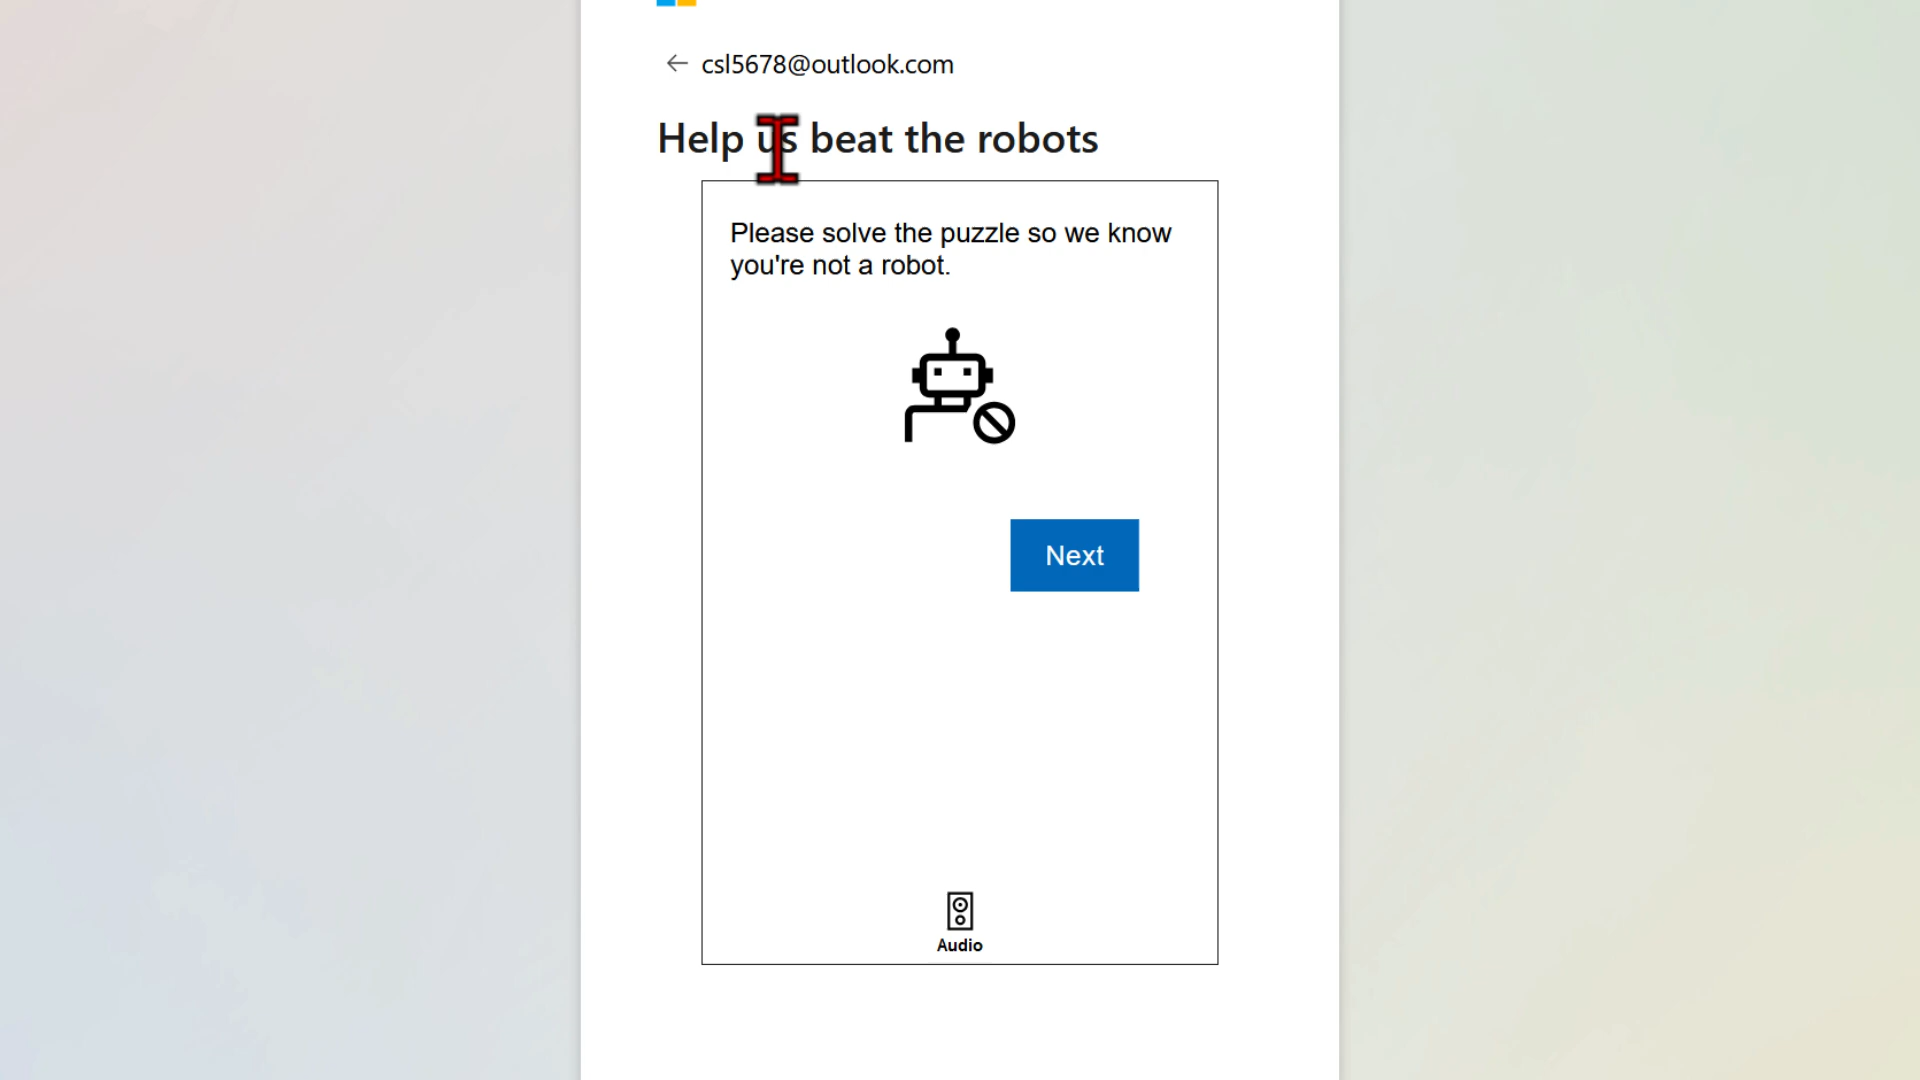 csl5678@outlook.com
Help us beat the robots
Please solve the puzzle so we know
you're not a robot.
Next
Audio